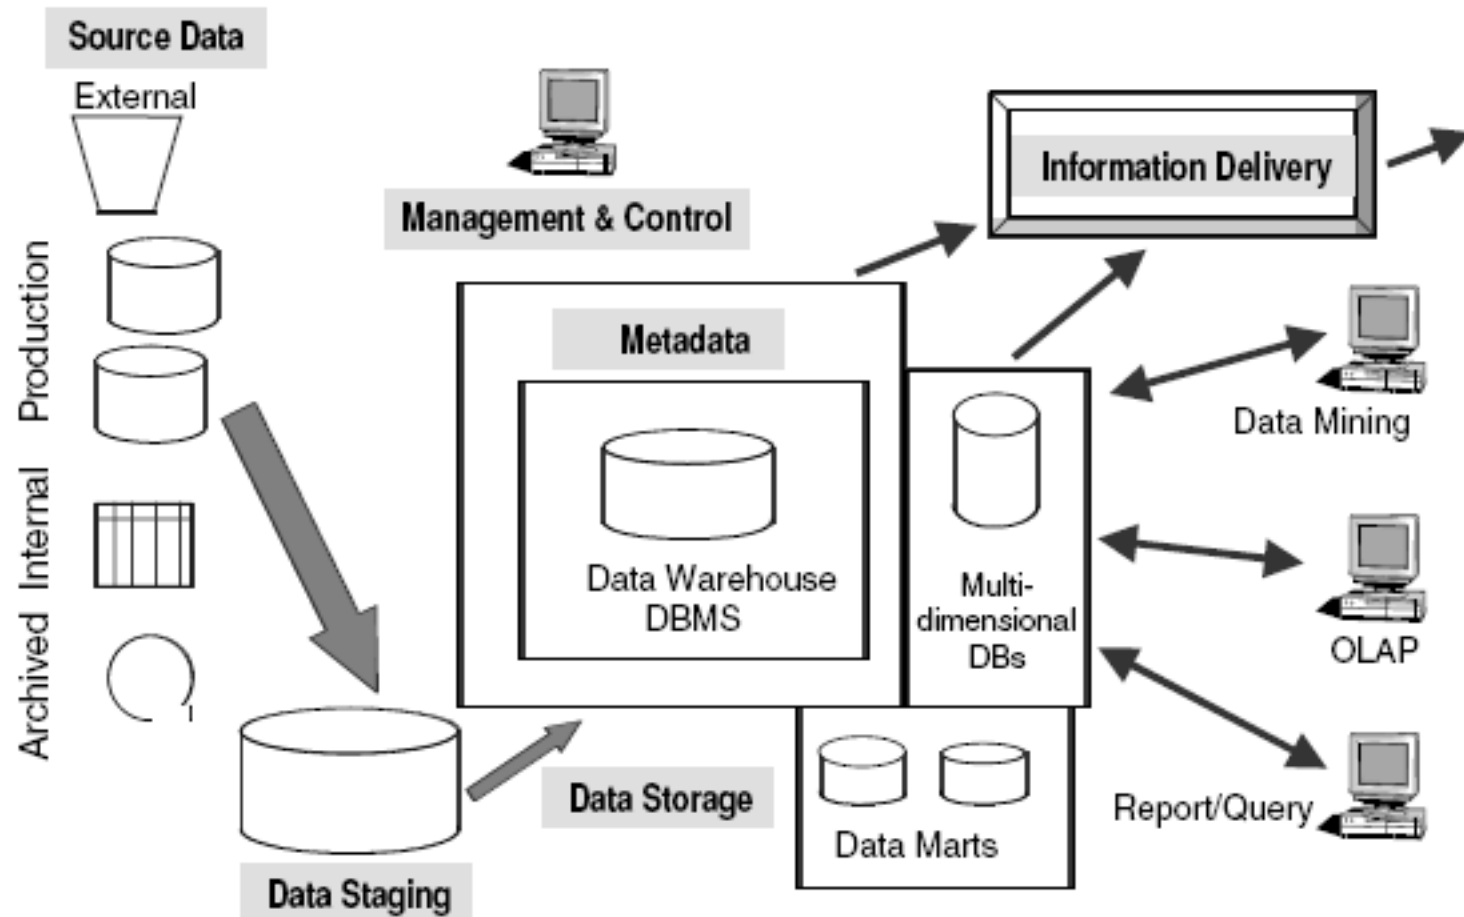 Source Data
External
Production
Internal
Archived
Management & Control
Information Delivery
Metadata
Data Warehouse
DBMS
Multi-
dimensional
DBs
Data Mining
OLAP
Report/Query
Data Storage
Data Marts
Data Staging